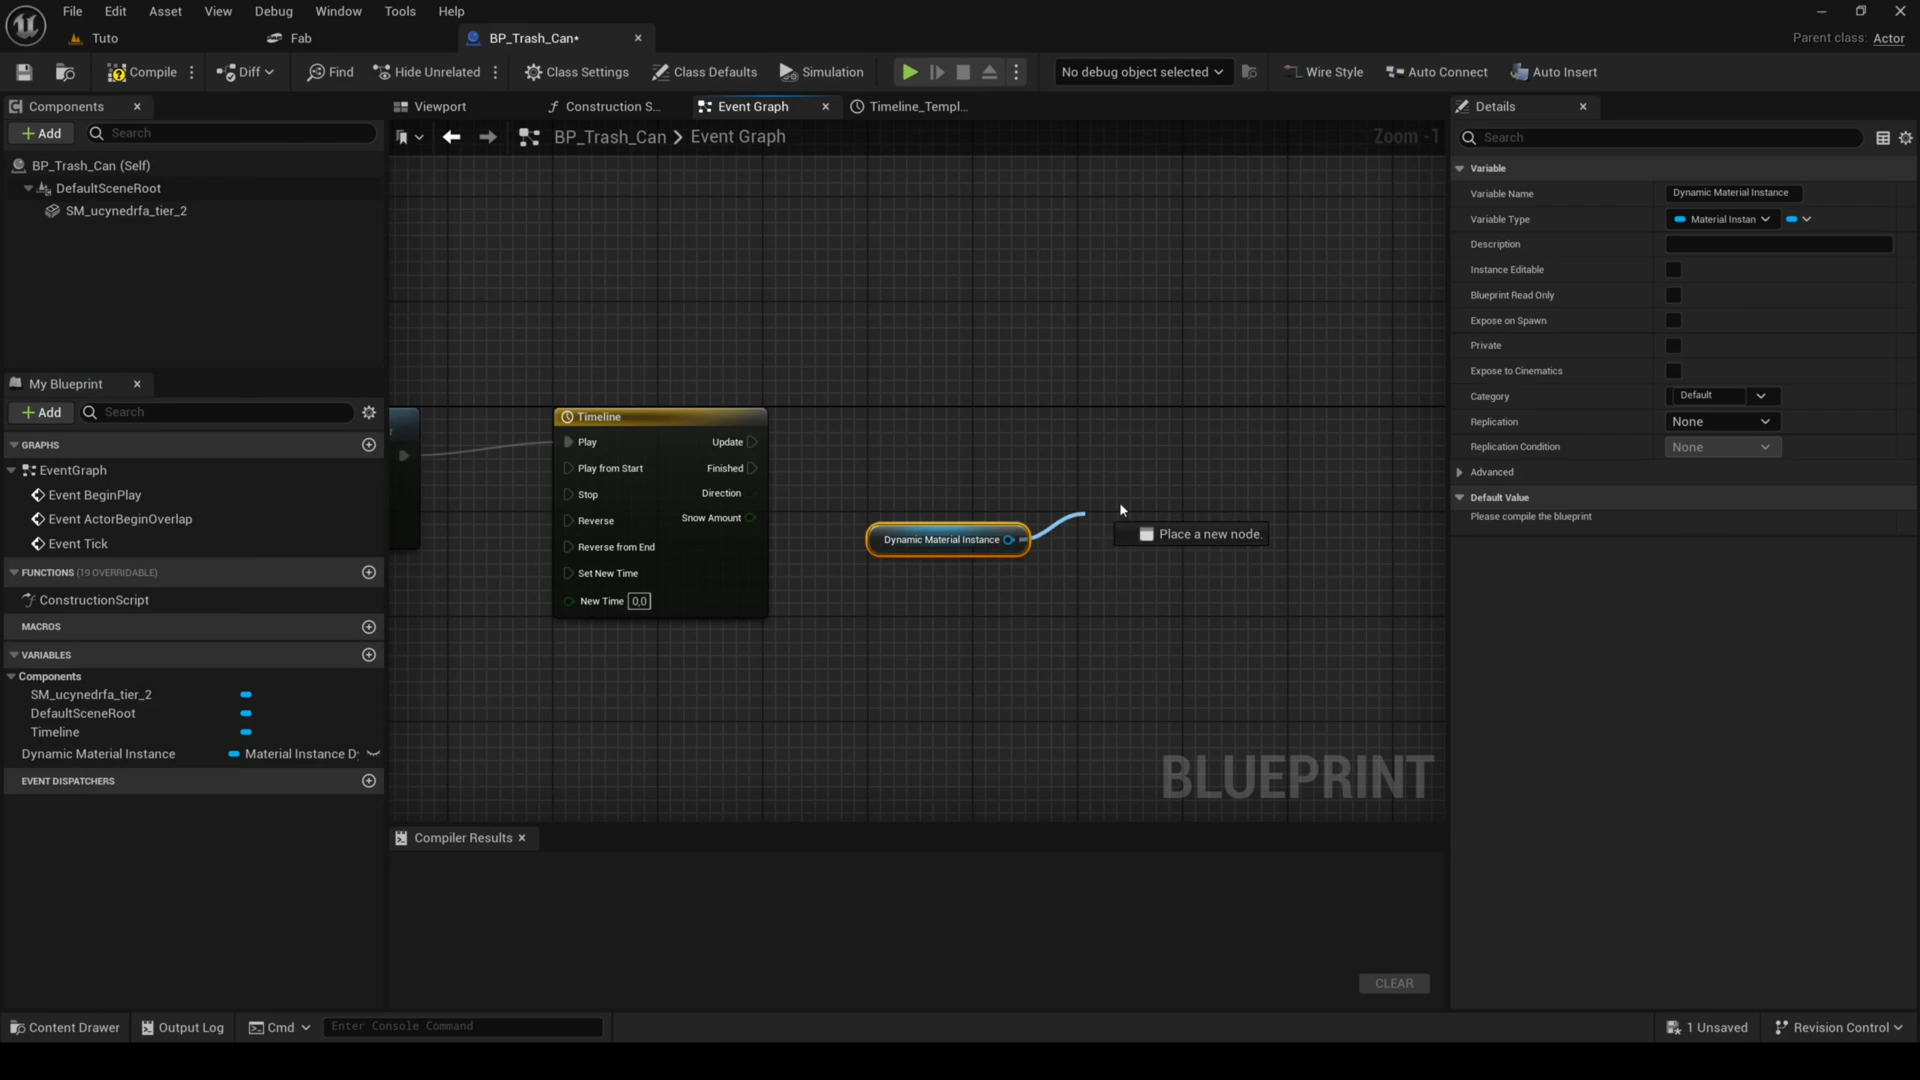 File Edit Asset View Debug Window Tools Help
Tuto Fab BP_Trash_Can* Parent class: Actor
Compile Diff Find Hide Unrelated Class Settings Class Defaults Simulation No debug object selected Wire Style Auto Connect Auto Insert
Components Viewport Construction S... Event Graph Timeline_Templ... Details
Add Search BP_Trash_Can Event Graph Zoom -1 Search
BP_Trash_Can (Self)
DefaultSceneRoot
SM_ucynedrfa_tier_2
My Blueprint
Add Search
GRAPHS
EventGraph
Event BeginPlay
Event ActorBeginOverlap
Event Tick
FUNCTIONS (19 OVERRIDABLE)
ConstructionScript
MACROS
VARIABLES
Components
SM_ucynedrfa_tier_2
DefaultSceneRoot
Timeline
Dynamic Material Instance Material Instance Dy
EVENT DISPATCHERS
Timeline
Play Update
Play from Start Finished
Stop Direction
Reverse Snow Amount
Reverse from End
Set New Time
New Time 0,0
Dynamic Material Instance
Place a new node.
BLUEPRINT
Compiler Results
CLEAR
Variable
Variable Name Dynamic Material Instance
Variable Type Material Instan
Description
Instance Editable
Blueprint Read Only
Expose on Spawn
Private
Expose to Cinematics
Category Default
Replication None
Replication Condition None
Advanced
Default Value
Please compile the blueprint
Content Drawer Output Log Cmd Enter Console Command 1 Unsaved Revision Control